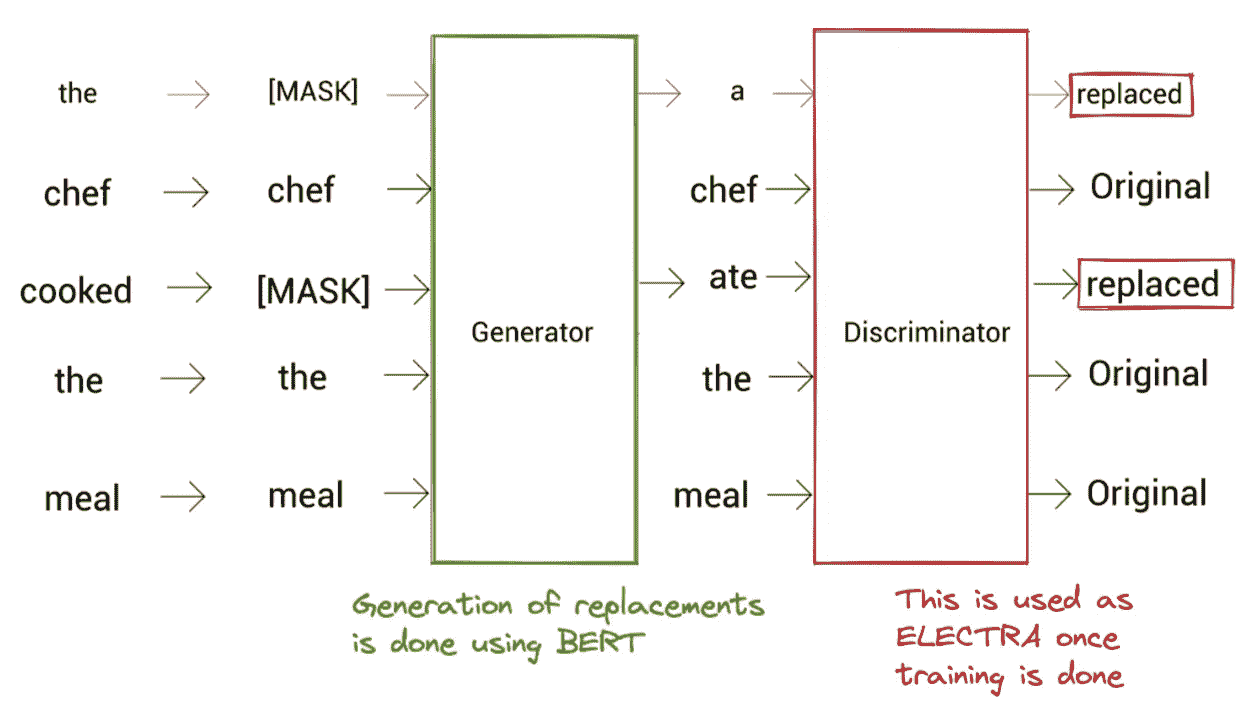 the [MASK] a replaced
chef chef chef Original
cooked [MASK] ate replaced
Generator Discriminator
the the the Original
meal meal meal Original
Generation of replacements
is done using BERT
This is used as
ELECTRA once
training is done